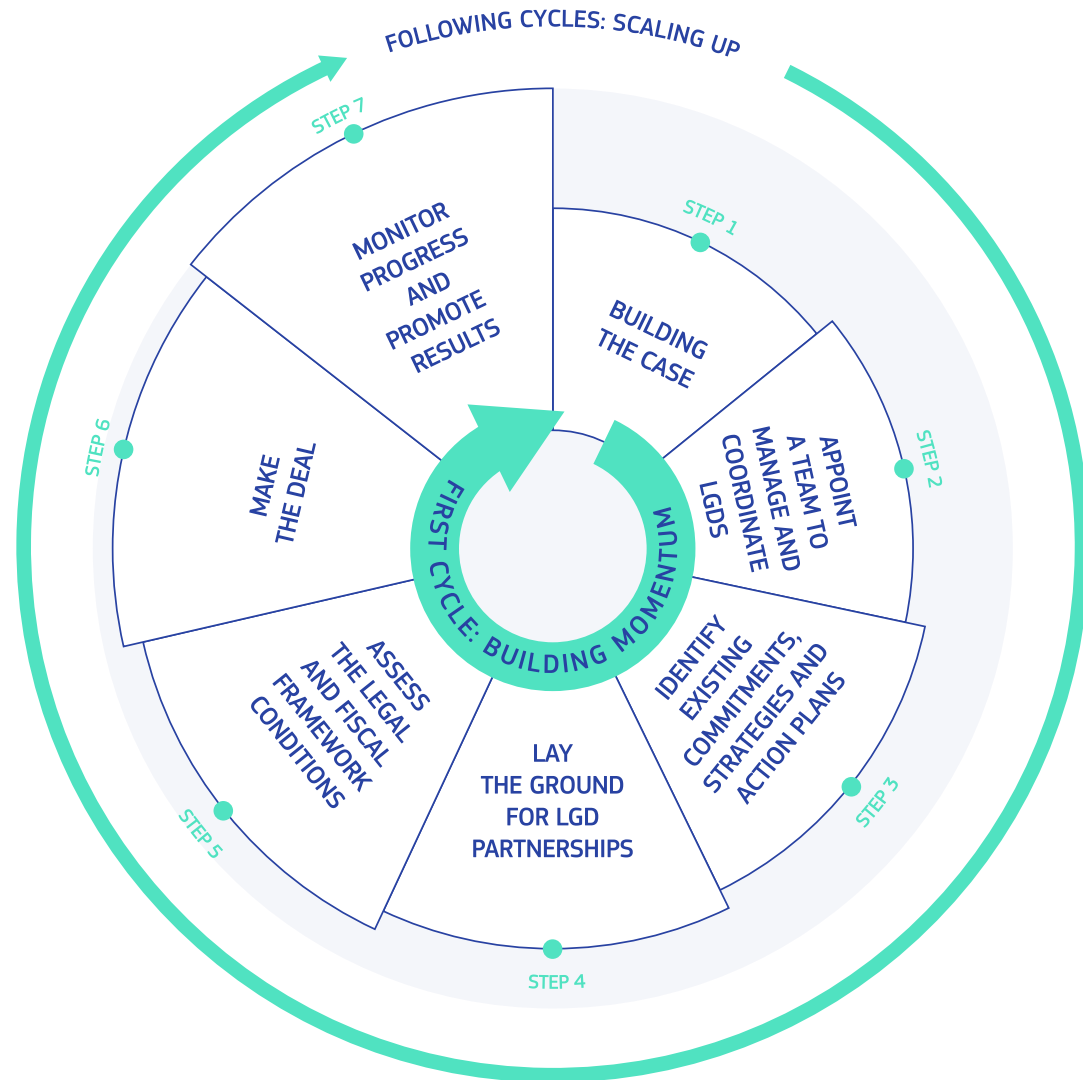 FOLLOWING CYCLES: SCALING UP
STEP 1
BUILDING
THE CASE
STEP 2
APPOINT
A TEAM TO
MANAGE AND
COORDINATE
LGDS
STEP 3
IDENTIFY
EXISTING
COMMITMENTS,
STRATEGIES AND
ACTION PLANS
STEP 4
LAY
THE GROUND
FOR LGD
PARTNERSHIPS
STEP 5
ASSESS
THE LEGAL
AND FISCAL
FRAMEWORK
CONDITIONS
STEP 6
MAKE
THE DEAL
STEP 7
MONITOR
PROGRESS
AND
PROMOTE
RESULTS
FIRST CYCLE: BUILDING MOMENTUM